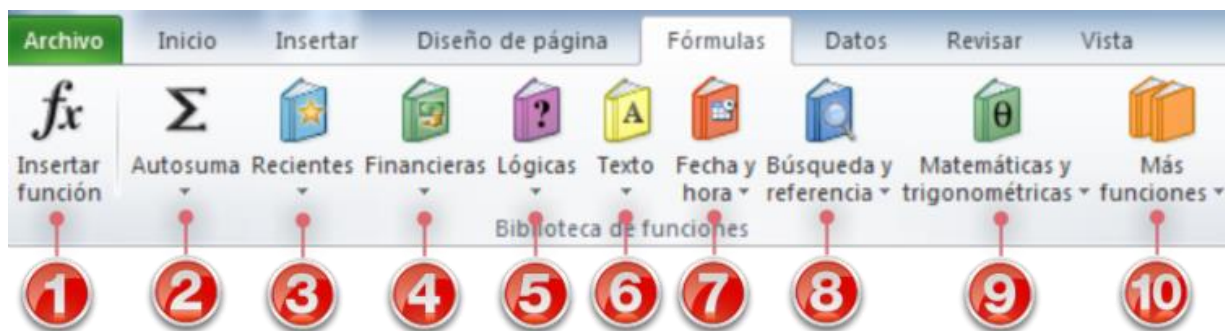 Archivo Inicio Insertar Diseño de página Fórmulas Datos Revisar Vista
fx Σ ? A θ
Insertar función
Autosuma
Recientes
Financieras
Lógicas
Texto
Fecha y hora
Búsqueda y referencia
Matemáticas y trigonométricas
Más funciones
Biblioteca de funciones
1 2 3 4 5 6 7 8 9 10